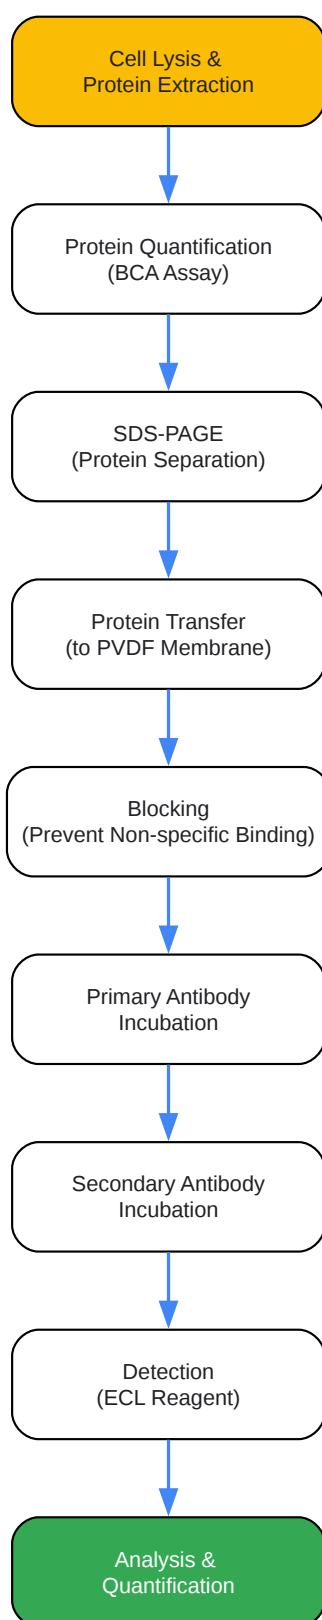 Cell Lysis &
Protein Extraction
Protein Quantification
(BCA Assay)
SDS-PAGE
(Protein Separation)
Protein Transfer
(to PVDF Membrane)
Blocking
(Prevent Non-specific Binding)
Primary Antibody
Incubation
Secondary Antibody
Incubation
Detection
(ECL Reagent)
Analysis &
Quantification